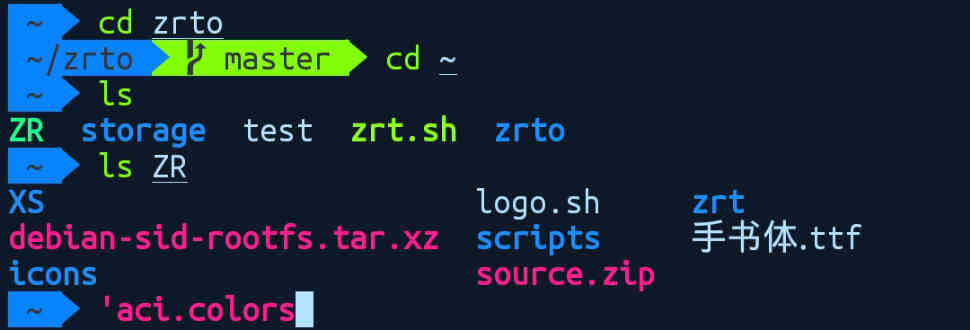 ~ cd zrto
~/zrto master cd ~
~ ls
ZR storage test zrt.sh zrto
~ ls ZR
XS logo.sh zrt
debian-sid-rootfs.tar.xz scripts 手书体.ttf
icons source.zip
~ 'aci.colors